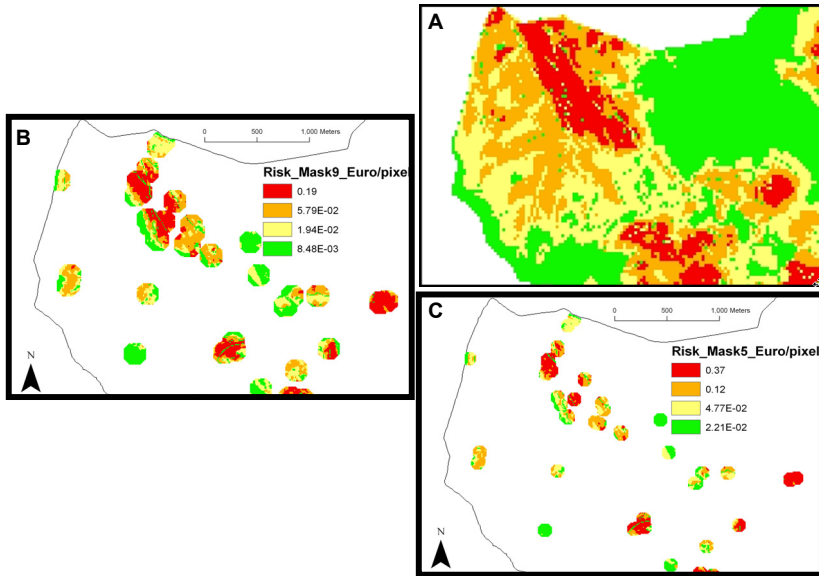 A
B
0 500 1,000 Meters
Risk_Mask9_Euro/pixel
0.19
5.79E-02
1.94E-02
8.48E-03
N
C
0 500 1,000 Meters
Risk_Mask5_Euro/pixel
0.37
0.12
4.77E-02
2.21E-02
N